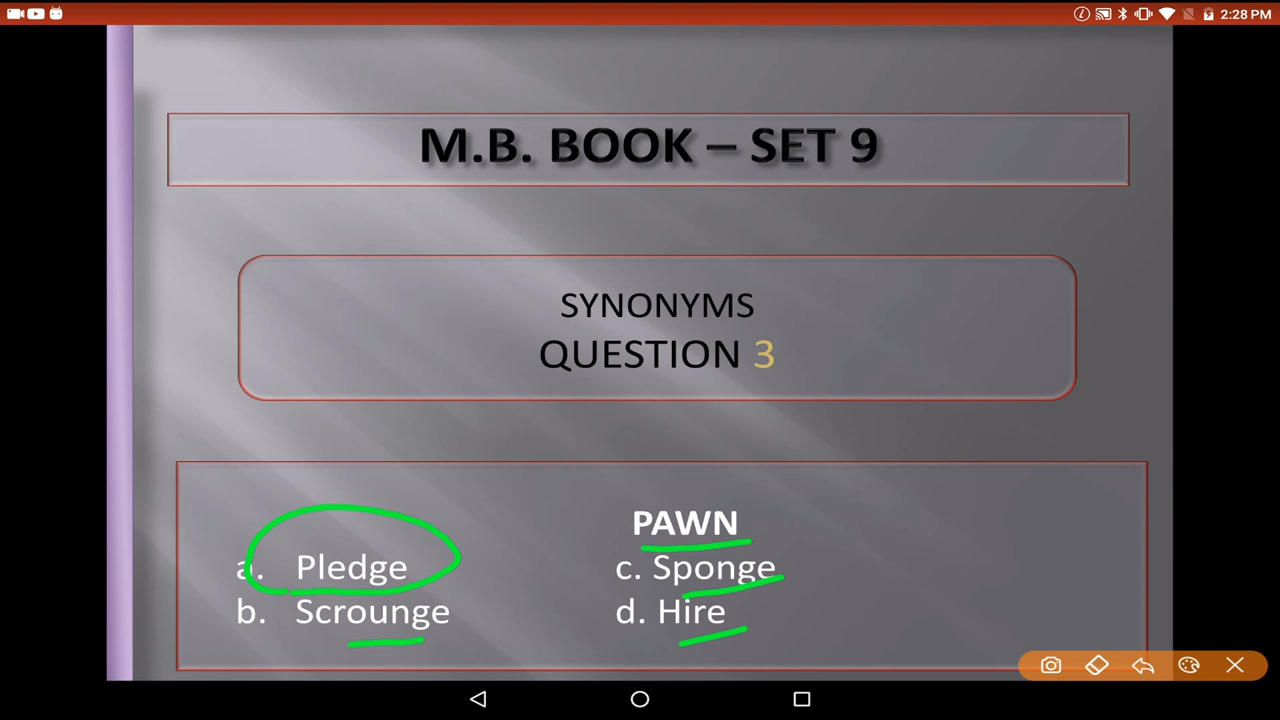 2:28 PM
M.B. BOOK – SET 9
SYNONYMS
QUESTION 3
PAWN
a. Pledge
c. Sponge
b. Scrounge
d. Hire